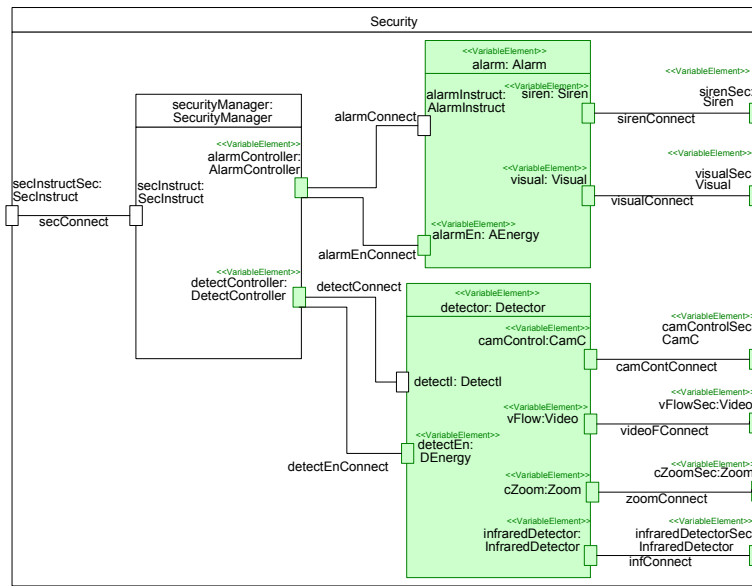 Security
<<VariableElement>>
alarm: Alarm
<<VariableElement>>
alarmInstruct: siren: Siren
AlarmInstruct
<<VariableElement>>
sirenSec:
Siren
sirenConnect
alarmConnect
securityManager:
SecurityManager
<<VariableElement>>
alarmController:
AlarmController
<<VariableElement>>
visual: Visual
<<VariableElement>>
visualSec:
Visual
visualConnect
secInstructSec:
SecInstruct
secInstruct:
SecInstruct
secConnect
<<VariableElement>>
alarmEn: AEnergy
alarmEnConnect
<<VariableElement>>
detectController:
DetectController
detectConnect
<<VariableElement>>
detector: Detector
<<VariableElement>>
camControl:CamC
<<VariableElement>>
camControlSec:
CamC
camContConnect
detectI: DetectI
<<VariableElement>>
vFlow:Video
<<VariableElement>>
vFlowSec:Video
videoFConnect
<<VariableElement>>
detectEn:
DEnergy
detectEnConnect
<<VariableElement>>
cZoom:Zoom
<<VariableElement>>
cZoomSec:Zoom
zoomConnect
<<VariableElement>>
infraredDetector:
InfraredDetector
<<VariableElement>>
infraredDetectorSec:
InfraredDetector
infConnect